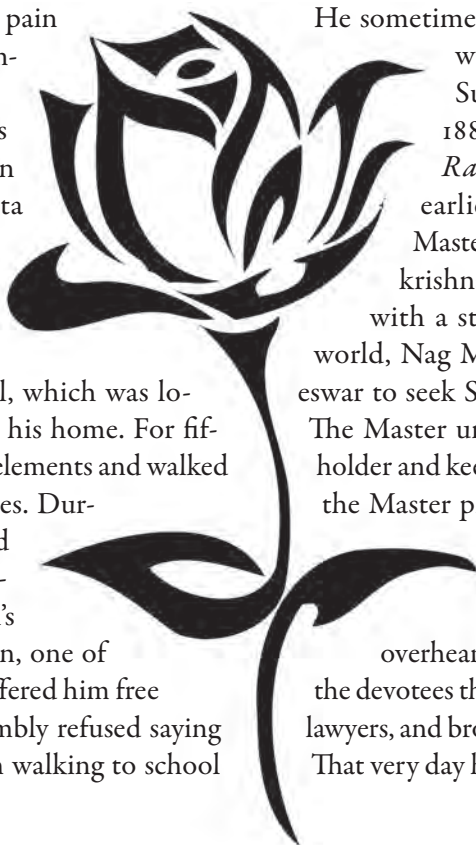 pain
n-
s
n
ta
l, which was lo-
his home. For fif-
elements and walked
es. Dur-
d
-
l's
n, one of
ffered him free
mbly refused saying
n walking to school
He sometime
w
Su
188
Ra
earlie
Maste
krishn
with a st
world, Nag M
eswar to seek S
The Master ur
holder and kee
the Master p
overhear
the devotees th
lawyers, and bro
That very day h